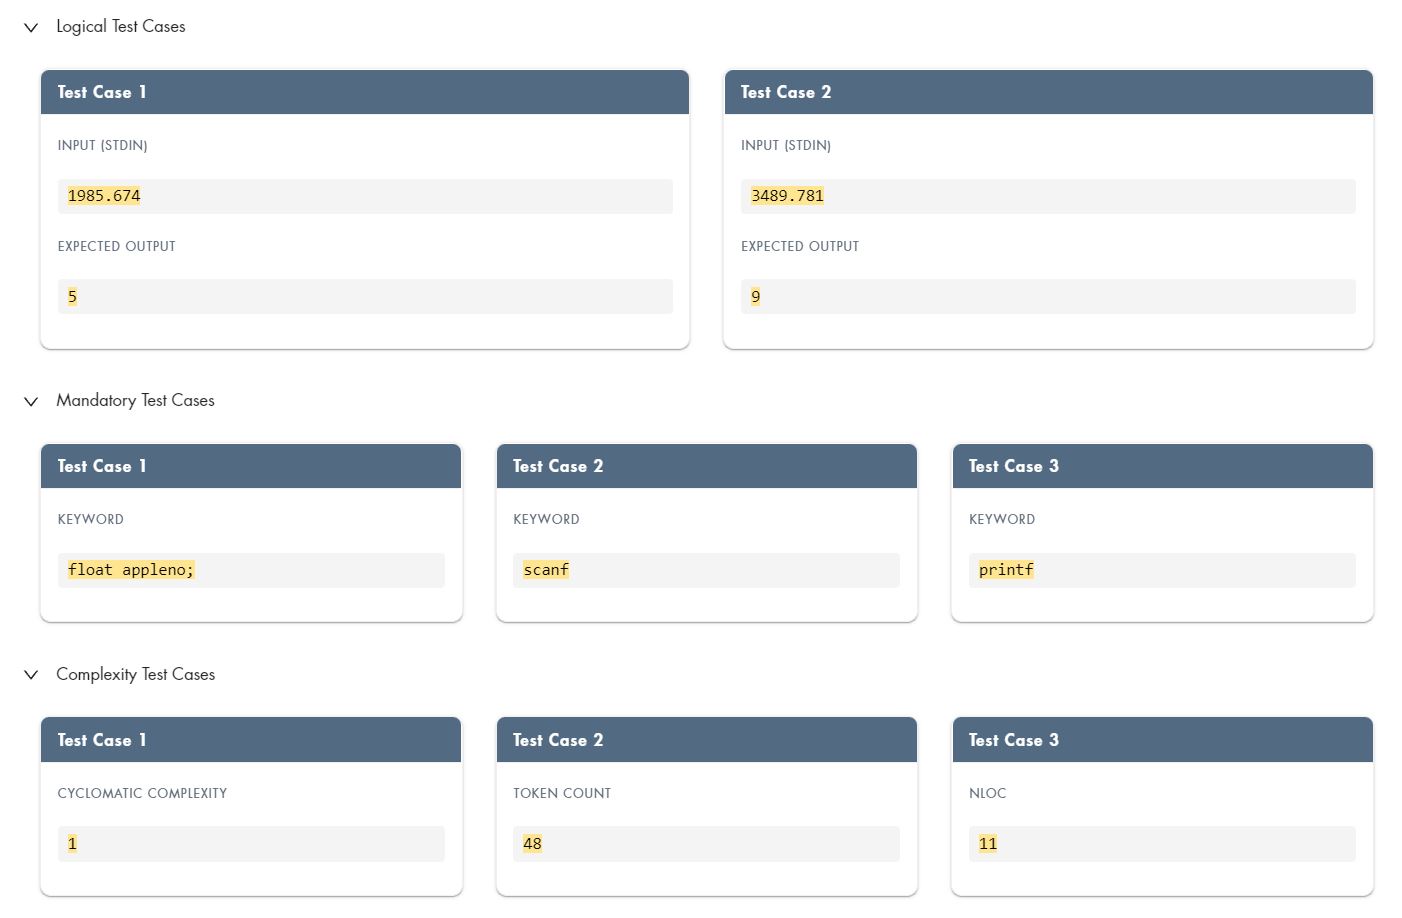 Logical Test Cases
Test Case 1
INPUT (STDIN)
1985.674
EXPECTED OUTPUT
5
Test Case 2
INPUT (STDIN)
3489.781
EXPECTED OUTPUT
9
Mandatory Test Cases
Test Case 1
KEYWORD
float appleno;
Test Case 2
KEYWORD
scanf
Test Case 3
KEYWORD
printf
Complexity Test Cases
Test Case 1
CYCLOMATIC COMPLEXITY
1
Test Case 2
TOKEN COUNT
48
Test Case 3
NLOC
11